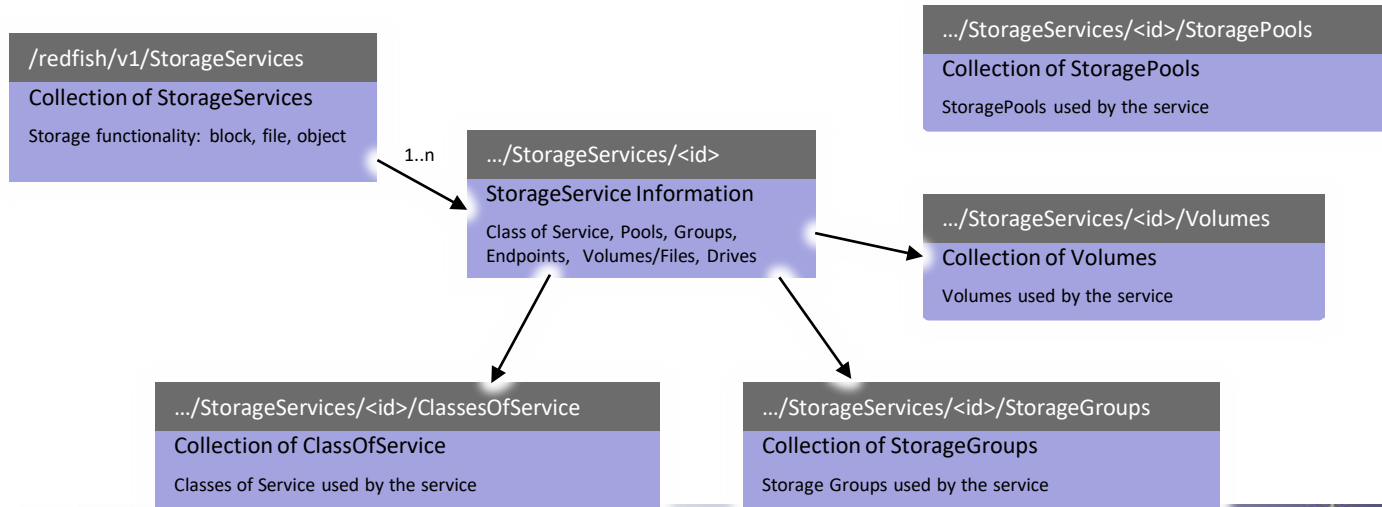 /redfish/v1/StorageServices
Collection of StorageServices
Storage functionality: block, file, object
1..n
.../StorageServices/<id>
StorageService Information
Class of Service, Pools, Groups,
Endpoints, Volumes/Files, Drives
.../StorageServices/<id>/StoragePools
Collection of StoragePools
StoragePools used by the service
.../StorageServices/<id>/Volumes
Collection of Volumes
Volumes used by the service
.../StorageServices/<id>/ClassesOfService
Collection of ClassOfService
Classes of Service used by the service
.../StorageServices/<id>/StorageGroups
Collection of StorageGroups
Storage Groups used by the service